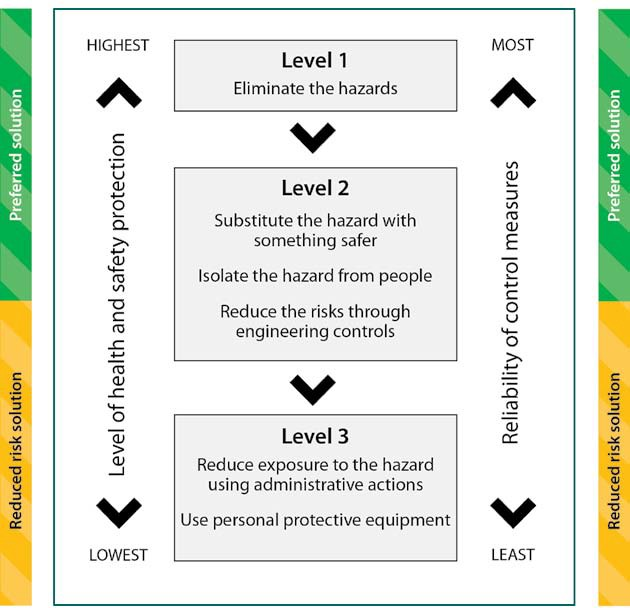 HIGHEST
MOST
Preferred solution
Reduced risk solution
Level of health and safety protection
Level 1
Eliminate the hazards
Level 2
Substitute the hazard with
something safer
Isolate the hazard from people
Reduce the risks through
engineering controls
Level 3
Reduce exposure to the hazard
using administrative actions
Use personal protective equipment
Reliability of control measures
Preferred solution
Reduced risk solution
LOWEST
LEAST